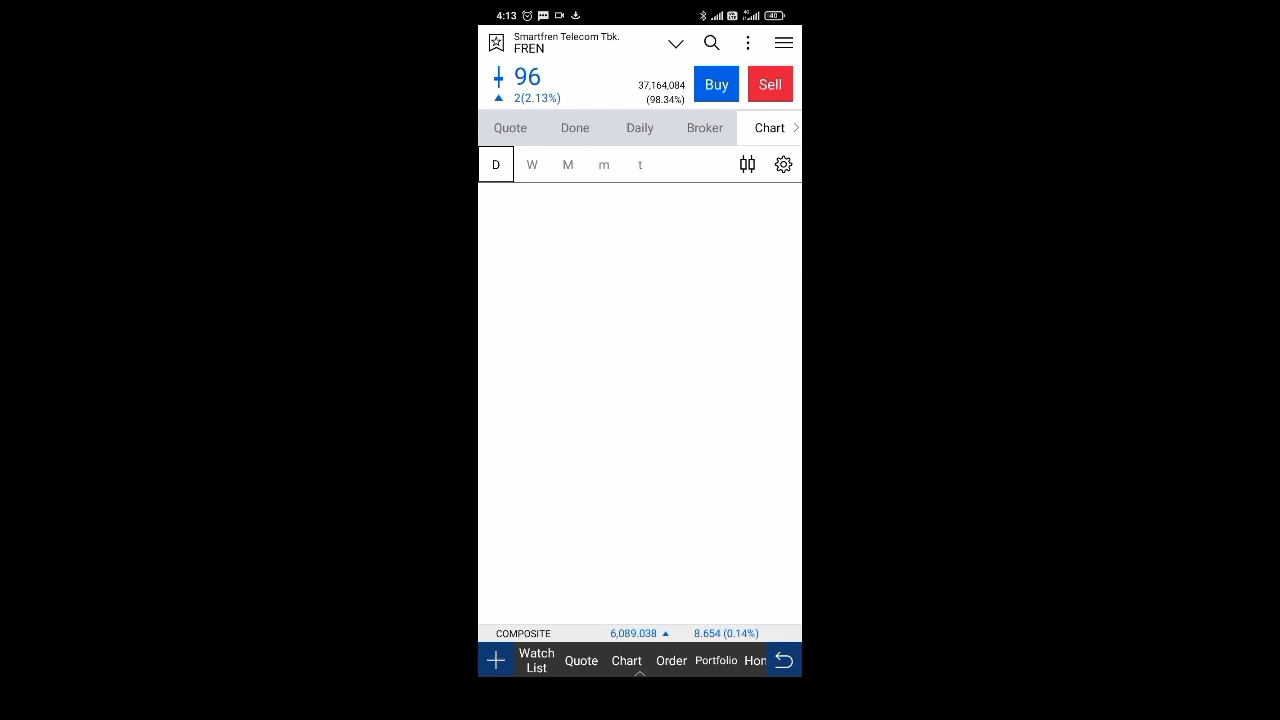 4:13
40
Smartfren Telecom Tbk.
FREN
96
2(2.13%)
37,164,084
(98.34%)
Buy
Sell
Quote Done Daily Broker Chart
D W M m t
COMPOSITE 6,089.038 8.654 (0.14%)
Watch List Quote Chart Order Portfolio Hon